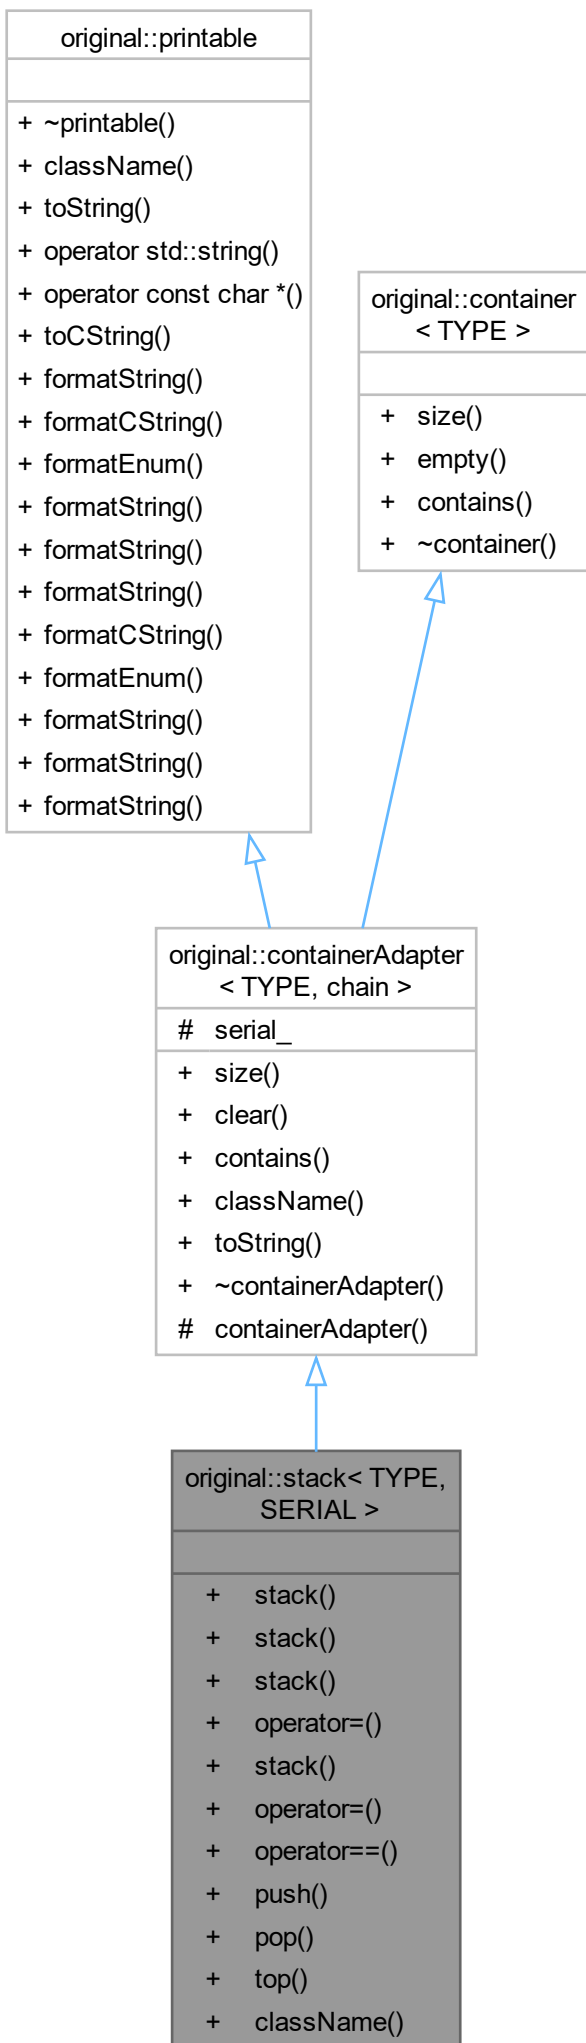 original::printable
+ ~printable()
+ className()
+ toString()
+ operator std::string()
+ operator const char *()
+ toCString()
+ formatString()
+ formatCString()
+ formatEnum()
+ formatString()
+ formatString()
+ formatString()
+ formatCString()
+ formatEnum()
+ formatString()
+ formatString()
+ formatString()
original::container
< TYPE >
+ size()
+ empty()
+ contains()
+ ~container()
original::containerAdapter
< TYPE, chain >
# serial_
+ size()
+ clear()
+ contains()
+ className()
+ toString()
+ ~containerAdapter()
# containerAdapter()
original::stack< TYPE,
SERIAL >
+ stack()
+ stack()
+ stack()
+ operator=()
+ stack()
+ operator=()
+ operator==()
+ push()
+ pop()
+ top()
+ className()